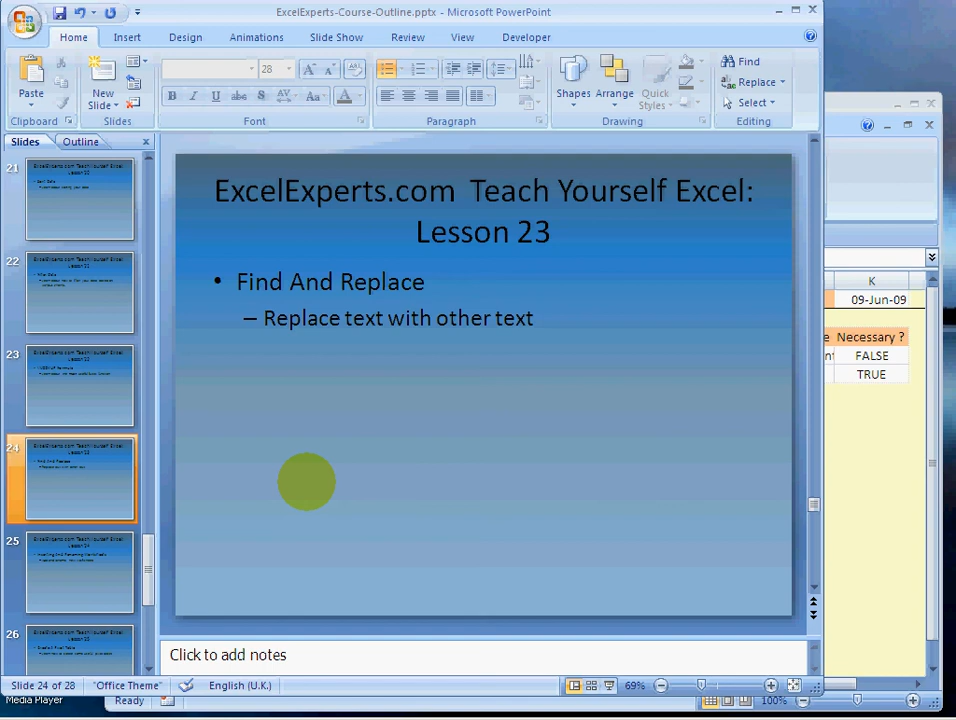 ExcelExperts-Course-Outline.pptx - Microsoft PowerPoint
Home Insert Design Animations Slide Show Review View Developer
Paste
New Slide
28
B I U abc S AV Aa A
Shapes Arrange Quick Styles
Find
Replace
Select
Clipboard Slides Font Paragraph Drawing Editing
Slides Outline
21
22
23
24
25
26
ExcelExperts.com Teach Yourself Excel:
Lesson 23
• Find And Replace
– Replace text with other text
Click to add notes
Slide 24 of 28 "Office Theme" English (U.K.) 69%
K
09-Jun-09
Necessary ?
FALSE
TRUE
Media Player
Ready
100%